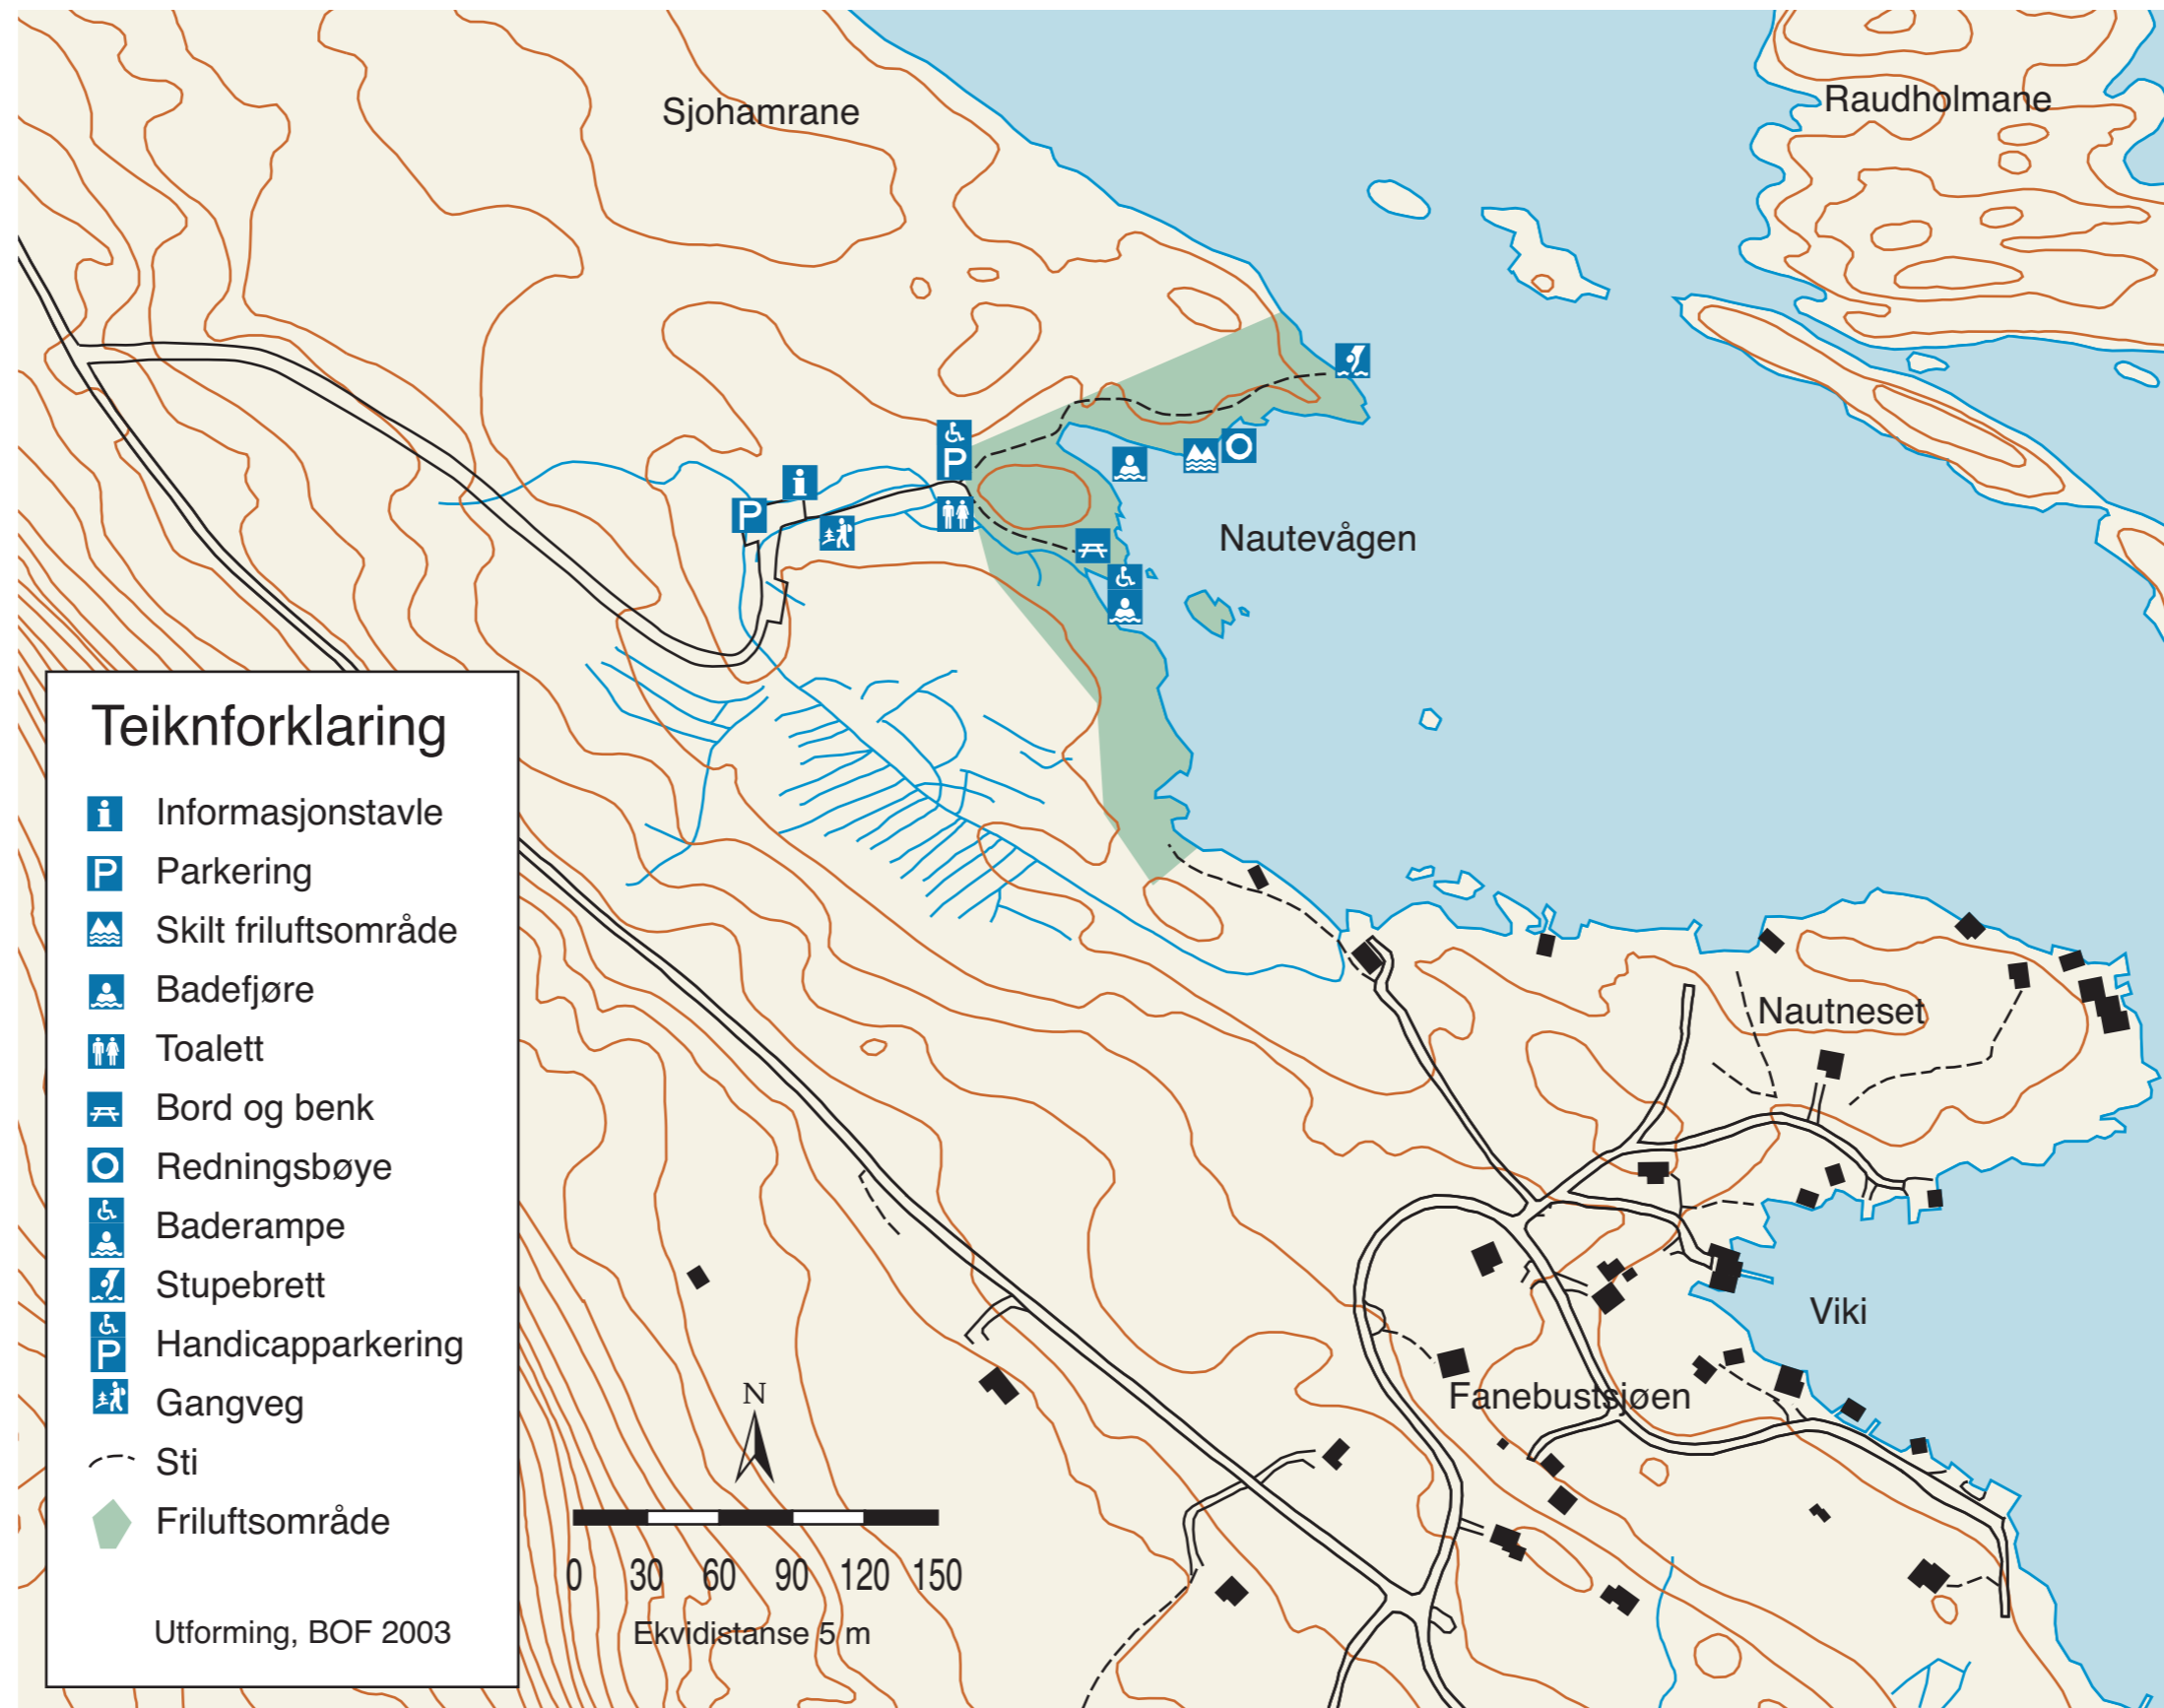 Sjohamrane
Raudholmane
P
i
P
Nautevågen
Teiknforklaring
i Informasjonstavle
P Parkering
Skilt friluftsområde
Badefjøre
Toalett
Bord og benk
Redningsbøye
Baderampe
Stupebrett
P Handicapparkering
Gangveg
Sti
Friluftsområde
Utforming, BOF 2003
Nautneset
Viki
Fanebustsjøen
N
0 30 60 90 120 150
Ekvidistanse 5 m